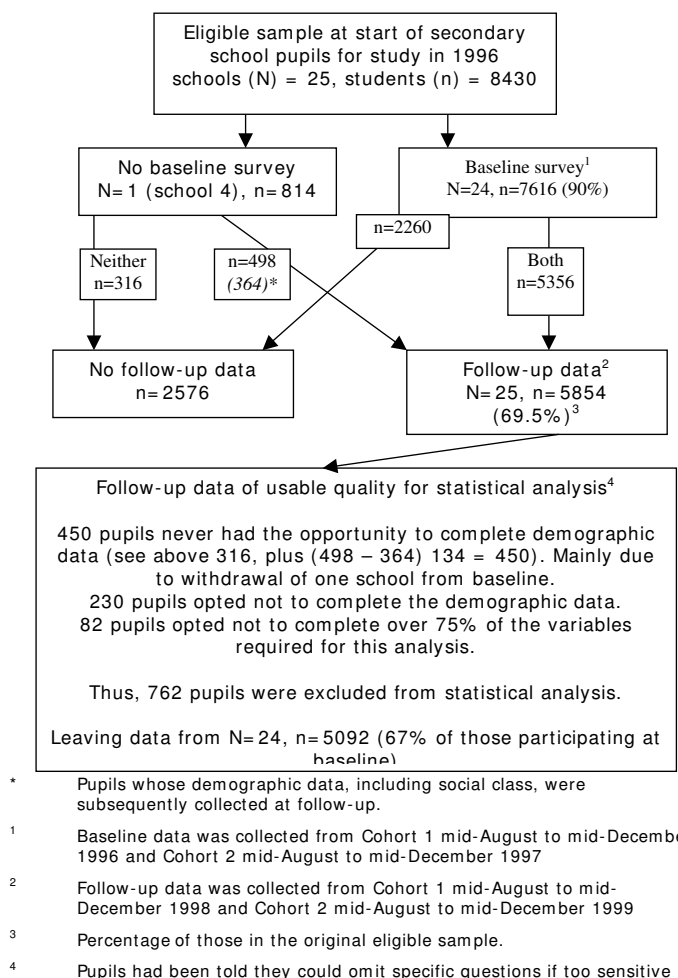 Eligible sample at start of secondary
school pupils for study in 1996
schools (N) = 25, students (n) = 8430
No baseline survey
N=1 (school 4), n=814
Baseline survey1
N=24, n=7616 (90%)
n=2260
Neither
n=316
n=498
(364)*
Both
n=5356
No follow-up data
n=2576
Follow-up data2
N=25, n=5854
(69.5%)3
Follow-up data of usable quality for statistical analysis4
450 pupils never had the opportunity to complete demographic
data (see above 316, plus (498 – 364) 134 = 450). Mainly due
to withdrawal of one school from baseline.
230 pupils opted not to complete the demographic data.
82 pupils opted not to complete over 75% of the variables
required for this analysis.
Thus, 762 pupils were excluded from statistical analysis.
Leaving data from N=24, n=5092 (67% of those participating at
baseline)
* Pupils whose demographic data, including social class, were
subsequently collected at follow-up.
1 Baseline data was collected from Cohort 1 mid-August to mid-Decembe
1996 and Cohort 2 mid-August to mid-December 1997
2 Follow-up data was collected from Cohort 1 mid-August to mid-
December 1998 and Cohort 2 mid-August to mid-December 1999
3 Percentage of those in the original eligible sample.
4 Pupils had been told they could omit specific questions if too sensitive